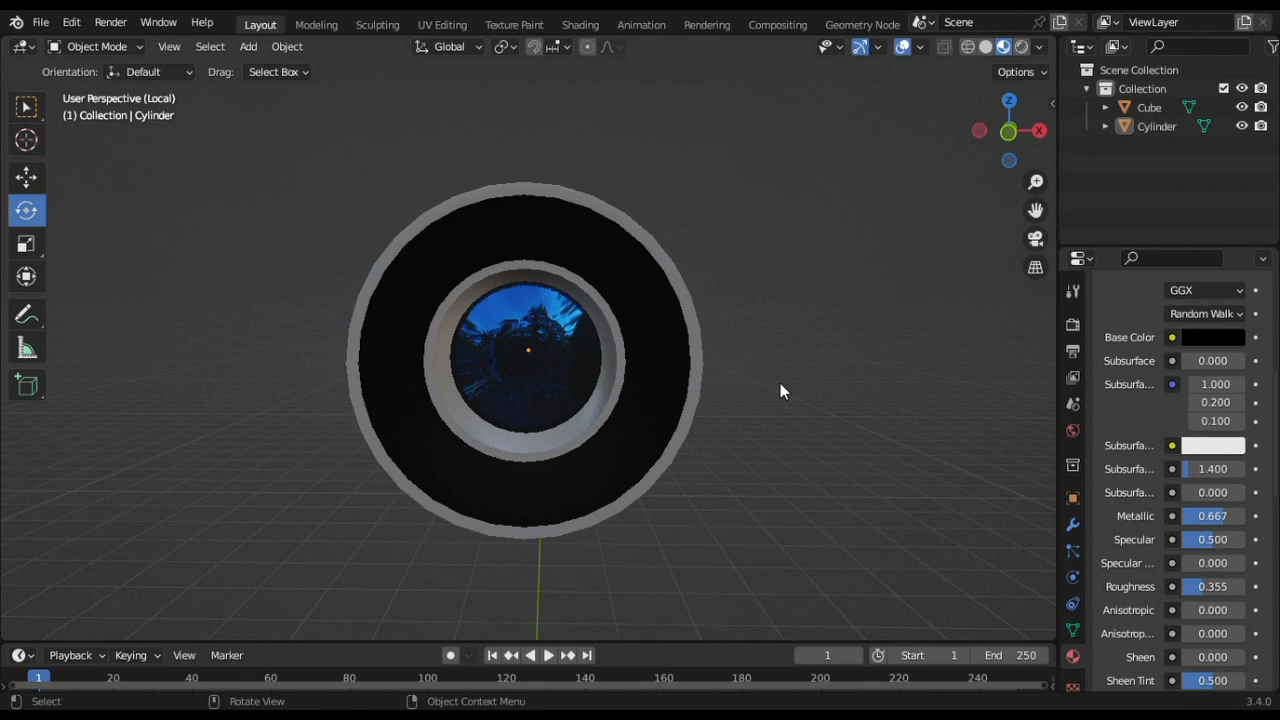 File Edit Render Window Help Layout Modeling Sculpting UV Editing Texture Paint Shading Animation Rendering Compositing Geometry Node Scene ViewLayer
Object Mode View Select Add Object Global
Orientation: Default Drag: Select Box Options
User Perspective (Local)
(1) Collection | Cylinder
Z
X
Scene Collection
Collection
Cube
Cylinder
GGX
Random Walk
Base Color
Subsurface 0.000
Subsurfa... 1.000
0.200
0.100
Subsurfa...
Subsurfa... 1.400
Subsurfa... 0.000
Metallic 0.667
Specular 0.500
Specular ... 0.000
Roughness 0.355
Anisotropic 0.000
Anisotrop... 0.000
Sheen 0.000
Sheen Tint 0.500
Playback Keying View Marker 1 Start 1 End 250
1 20 40 60 80 100 120 140 160 180 200 220 240
Select Rotate View Object Context Menu 3.4.0